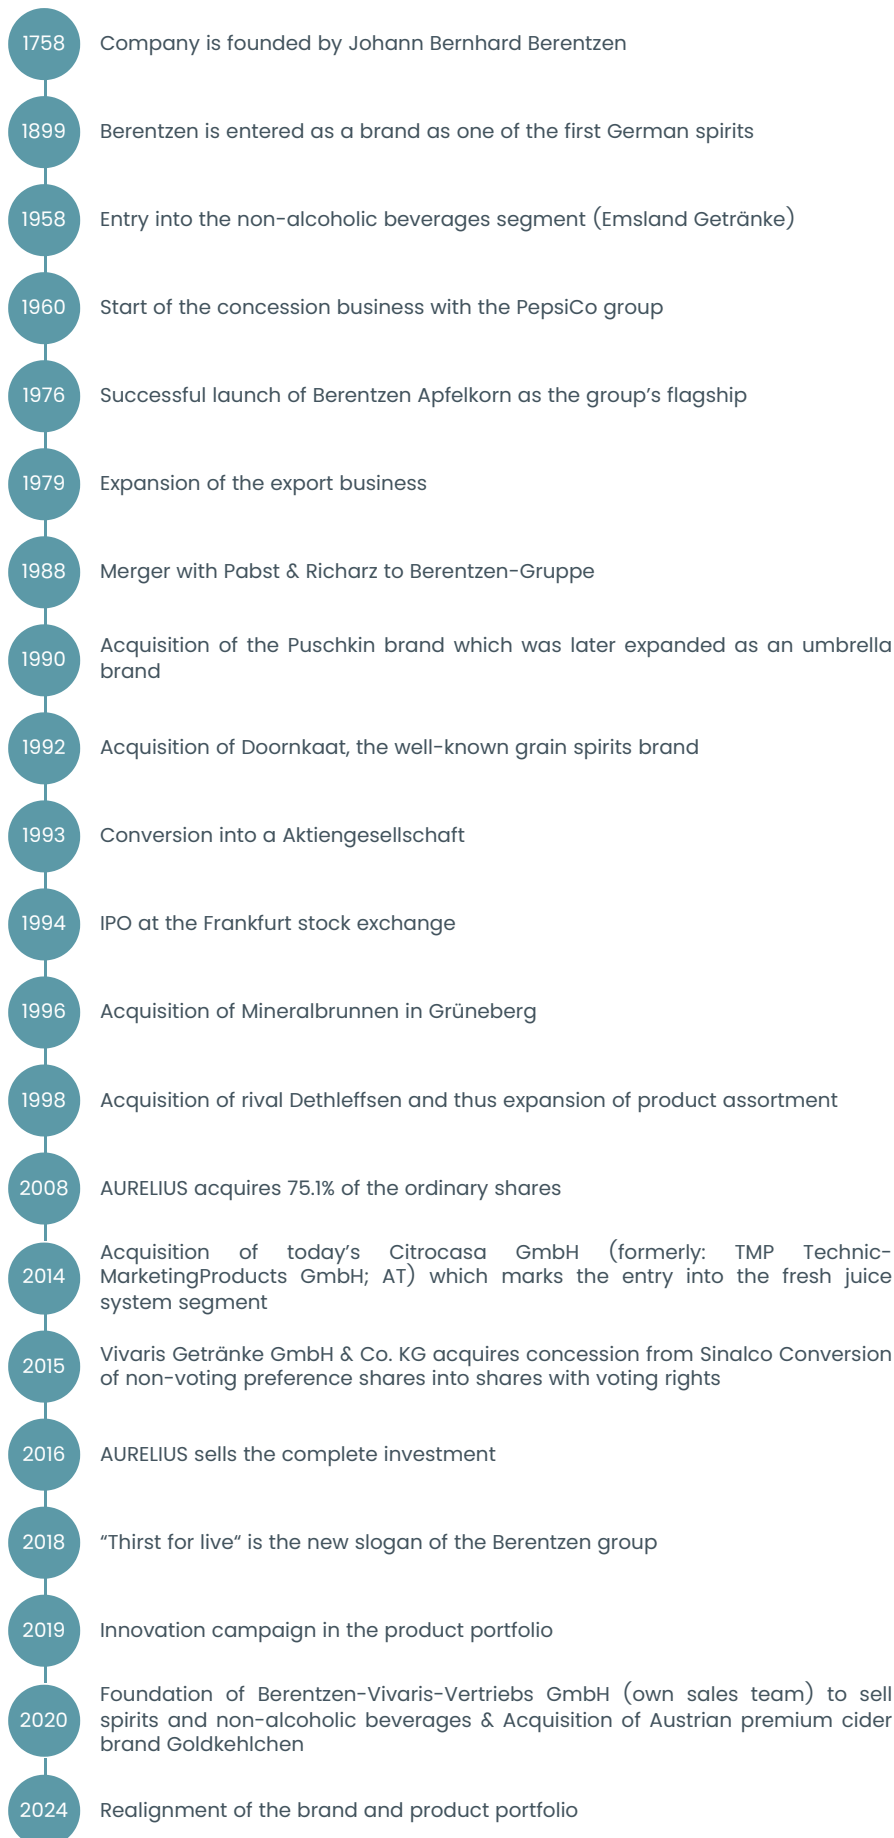 1758
Company is founded by Johann Bernhard Berentzen
1899
Berentzen is entered as a brand as one of the first German spirits
1958
Entry into the non-alcoholic beverages segment (Emsland Getränke)
1960
Start of the concession business with the PepsiCo group
1976
Successful launch of Berentzen Apfelkorn as the group’s flagship
1979
Expansion of the export business
1988
Merger with Pabst & Richarz to Berentzen-Gruppe
1990
Acquisition of the Puschkin brand which was later expanded as an umbrella
brand
1992
Acquisition of Doornkaat, the well-known grain spirits brand
1993
Conversion into a Aktiengesellschaft
1994
IPO at the Frankfurt stock exchange
1996
Acquisition of Mineralbrunnen in Grüneberg
1998
Acquisition of rival Dethleffsen and thus expansion of product assortment
2008
AURELIUS acquires 75.1% of the ordinary shares
2014
Acquisition of today’s Citrocasa GmbH (formerly: TMP Technic-
MarketingProducts GmbH; AT) which marks the entry into the fresh juice
system segment
2015
Vivaris Getränke GmbH & Co. KG acquires concession from Sinalco Conversion
of non-voting preference shares into shares with voting rights
2016
AURELIUS sells the complete investment
2018
“Thirst for live“ is the new slogan of the Berentzen group
2019
Innovation campaign in the product portfolio
2020
Foundation of Berentzen-Vivaris-Vertriebs GmbH (own sales team) to sell
spirits and non-alcoholic beverages & Acquisition of Austrian premium cider
brand Goldkehlchen
2024
Realignment of the brand and product portfolio